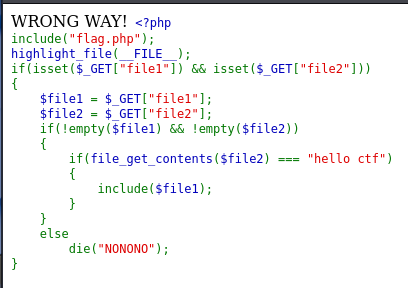 WRONG WAY! <?php
include("flag.php");
highlight_file(__FILE__);
if(isset($_GET["file1"]) && isset($_GET["file2"]))
{
    $file1 = $_GET["file1"];
    $file2 = $_GET["file2"];
    if(!empty($file1) && !empty($file2))
    {
        if(file_get_contents($file2) === "hello ctf")
        {
            include($file1);
        }
    }
    else
        die("NONONO");
}